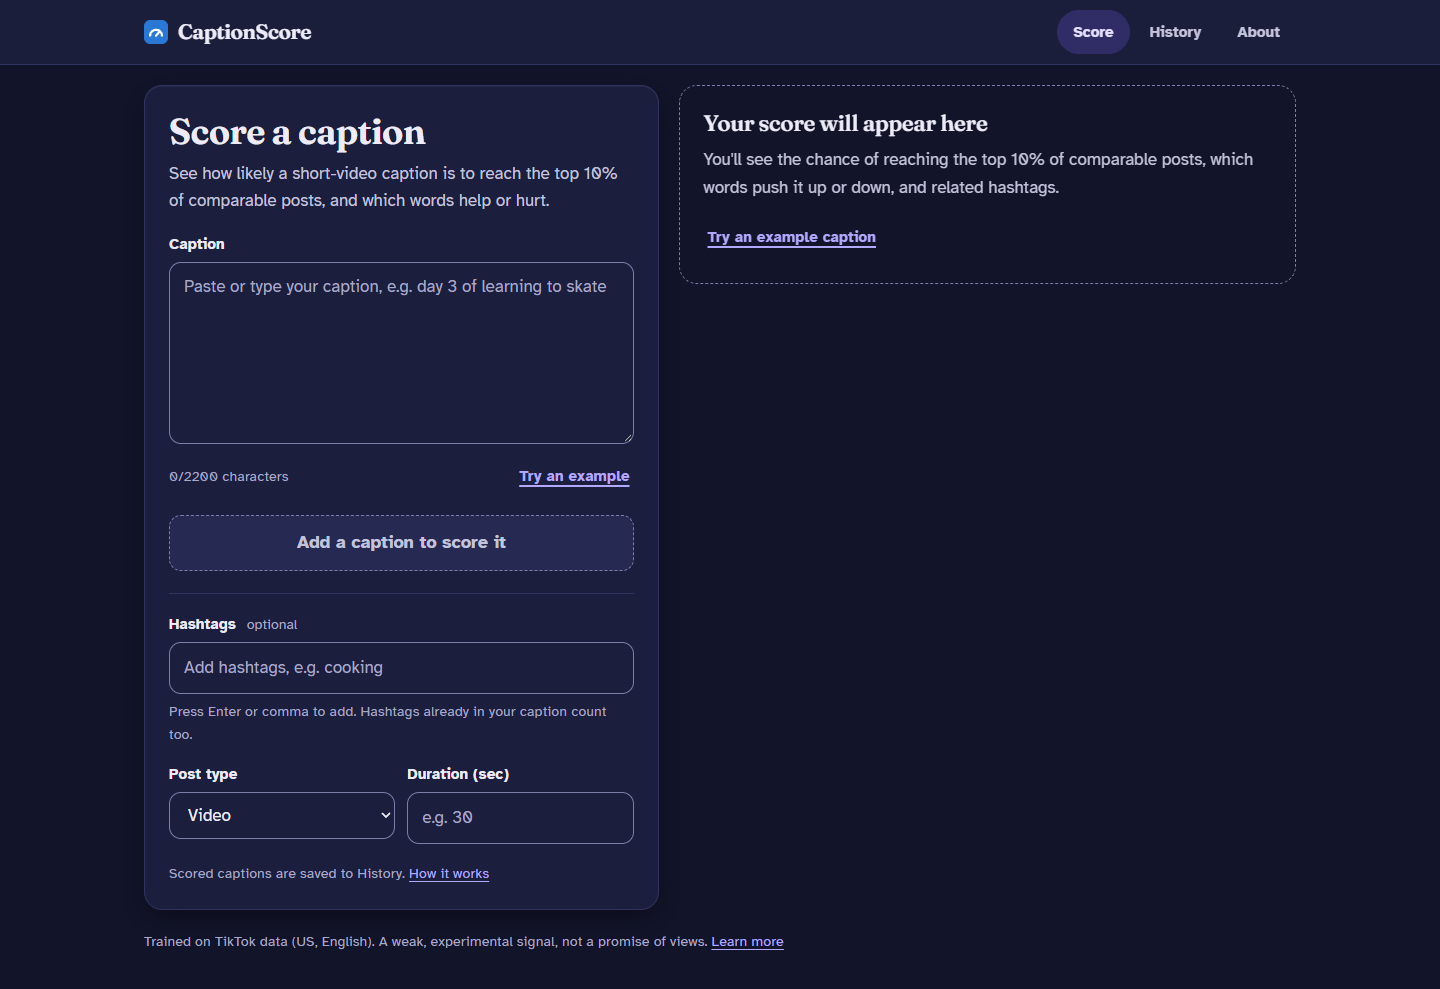 CaptionScore
Score
History
About
Score a caption
See how likely a short-video caption is to reach the top 10%
of comparable posts, and which words help or hurt.
Caption
Paste or type your caption, e.g. day 3 of learning to skate
0/2200 characters
Try an example
Add a caption to score it
Hashtags optional
Add hashtags, e.g. cooking
Press Enter or comma to add. Hashtags already in your caption count
too.
Post type
Duration (sec)
Video
e.g. 30
Scored captions are saved to History. How it works
Your score will appear here
You'll see the chance of reaching the top 10% of comparable posts, which
words push it up or down, and related hashtags.
Try an example caption
Trained on TikTok data (US, English). A weak, experimental signal, not a promise of views. Learn more